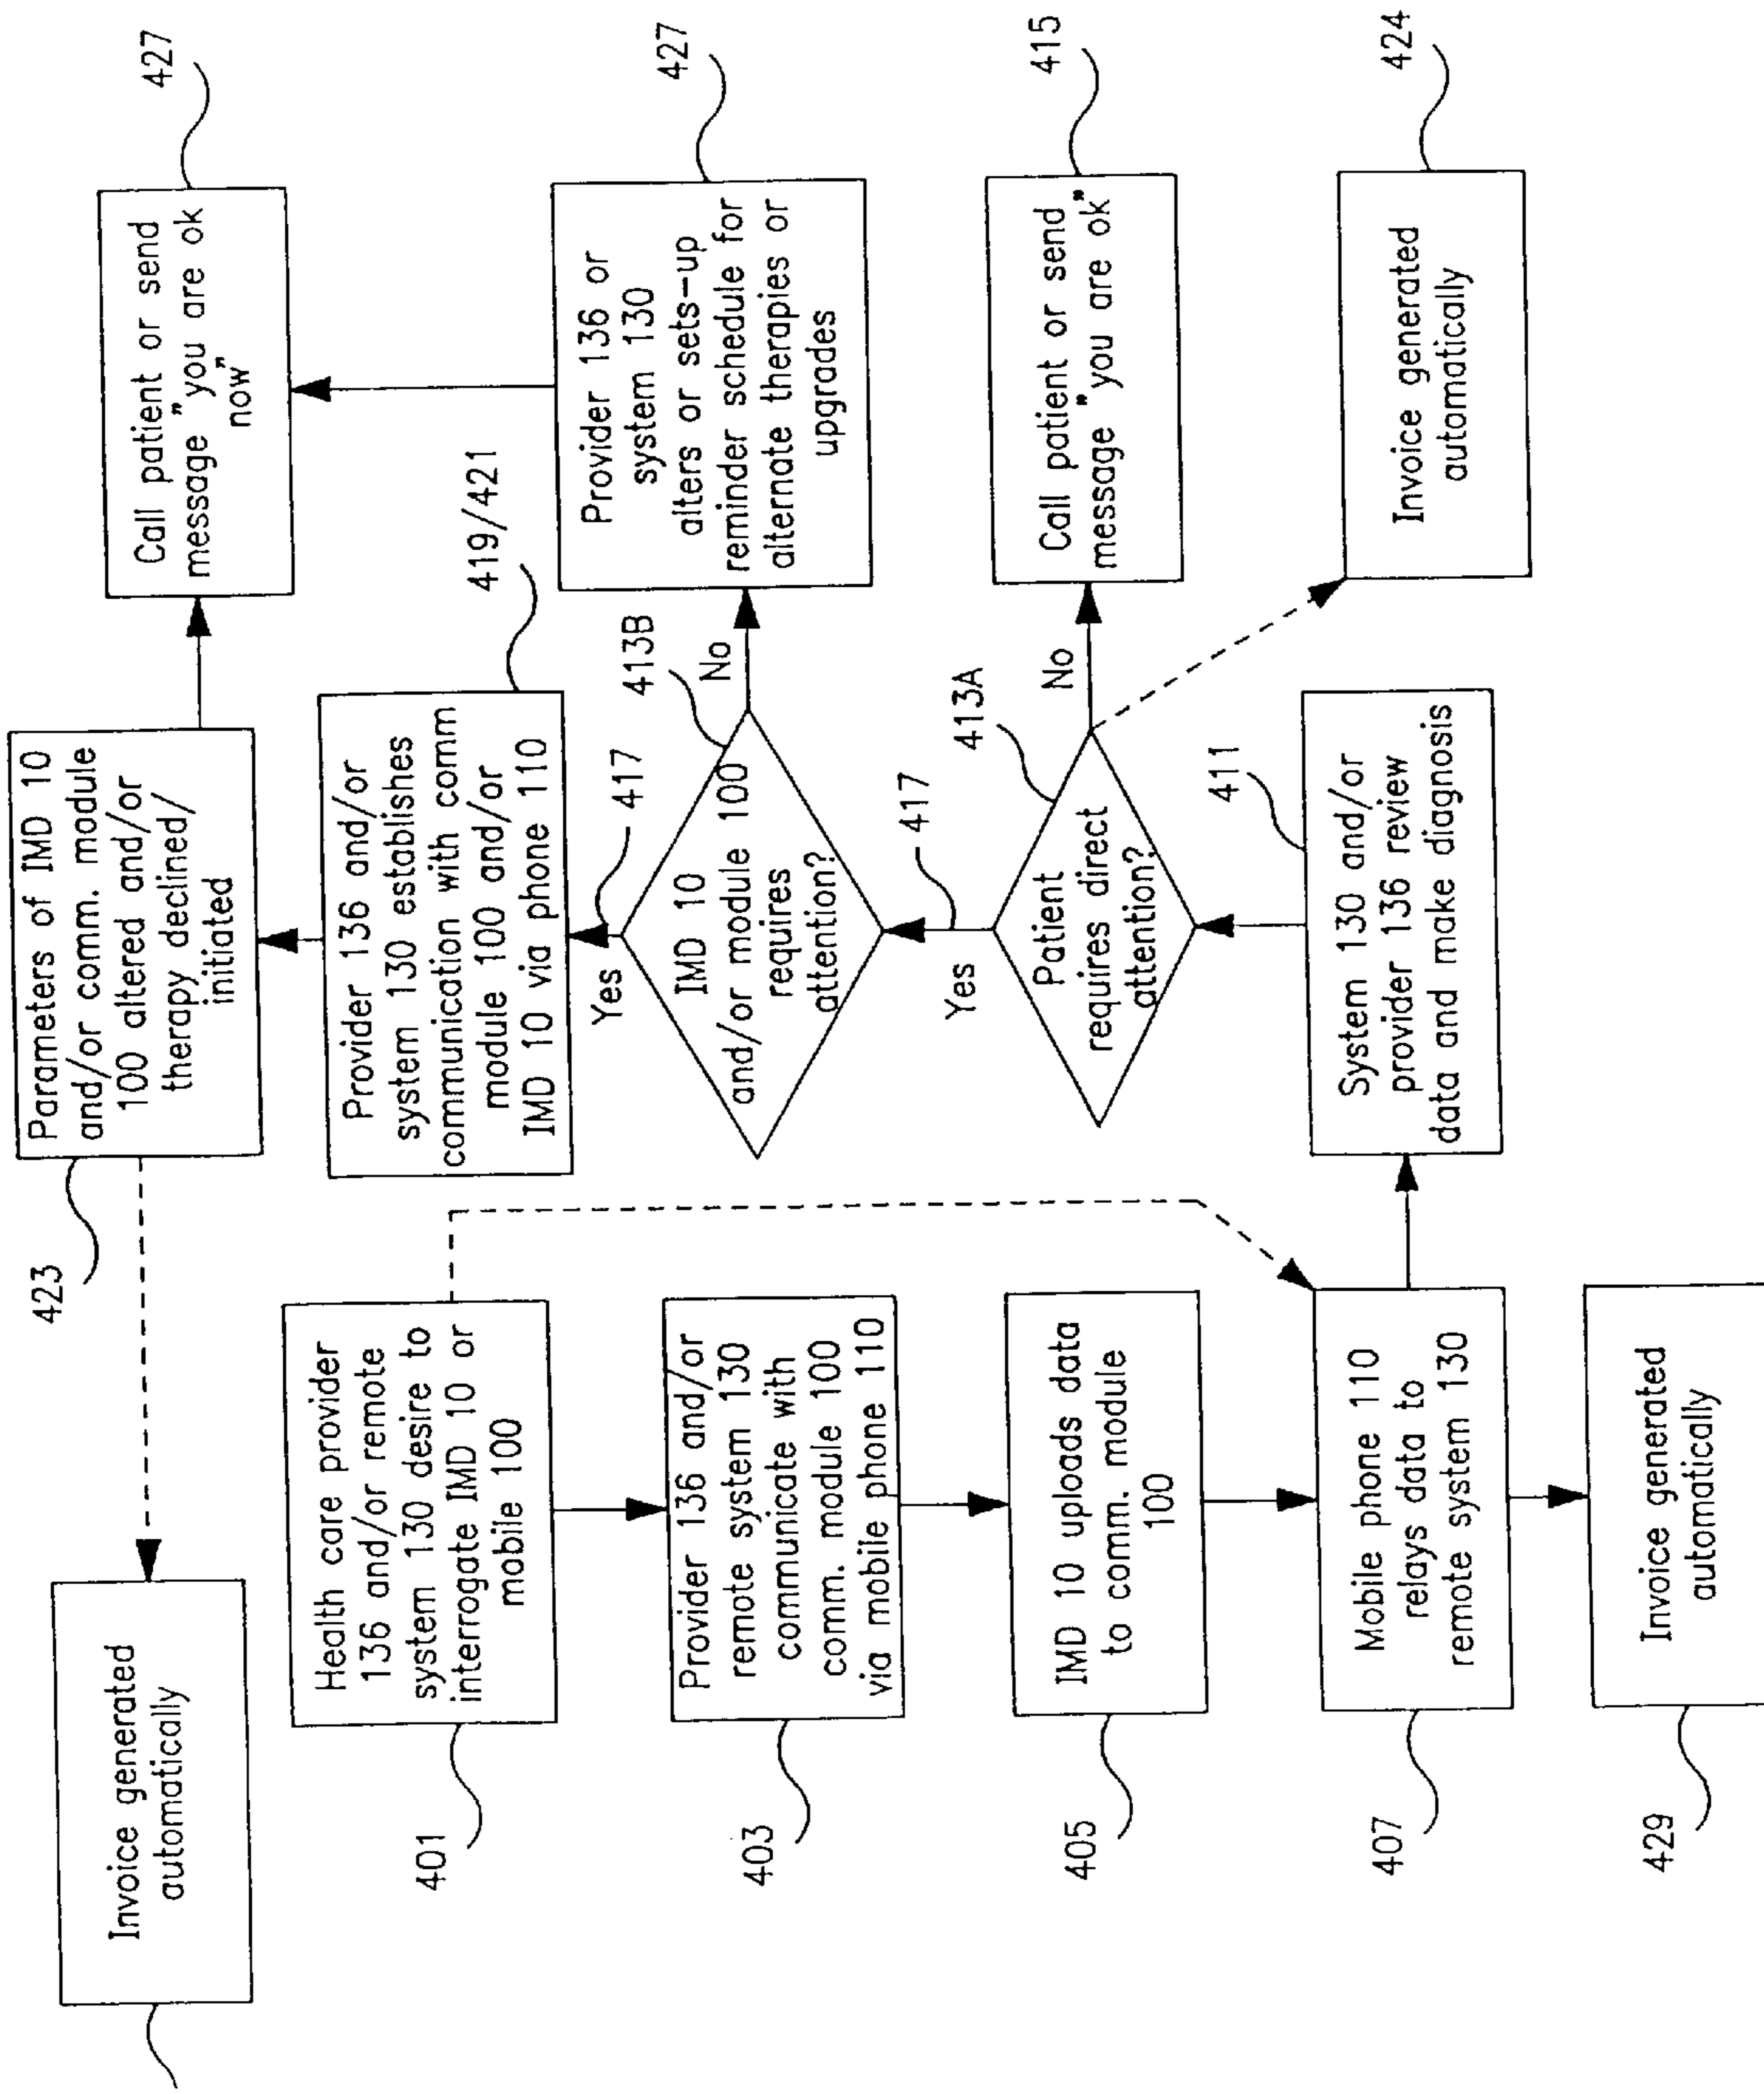 Invoice generated
automatically
423
Parameters of IMD 10
and/or comm. module
100 altered and/or
therapy declined/
initiated
Call patient or send
message "you are ok
now"
427
401
Health care provider
136 and/or remote
system 130 desire to
interrogate IMD 10 or
mobile 100
Provider 136 and/or
system 130 establishes
communication with comm
module 100 and/or
IMD 10 via phone 110
419/421
Yes
417
403
Provider 136 and/or
remote system 130
communicate with
comm. module 100
via mobile phone 110
IMD 10
and/or module 100
requires
attention?
413B
No
Provider 136 or
system 130
alters or sets-up
reminder schedule for
alternate therapies or
upgrades
427
Yes
417
405
IMD 10 uploads data
to comm. module
100
Patient
requires direct
attention?
413A
No
Call patient or send
message "you are ok"
415
407
Mobile phone 110
relays data to
remote system 130
System 130 and/or
provider 136 review
data and make diagnosis
411
Invoice generated
automatically
424
429
Invoice generated
automatically